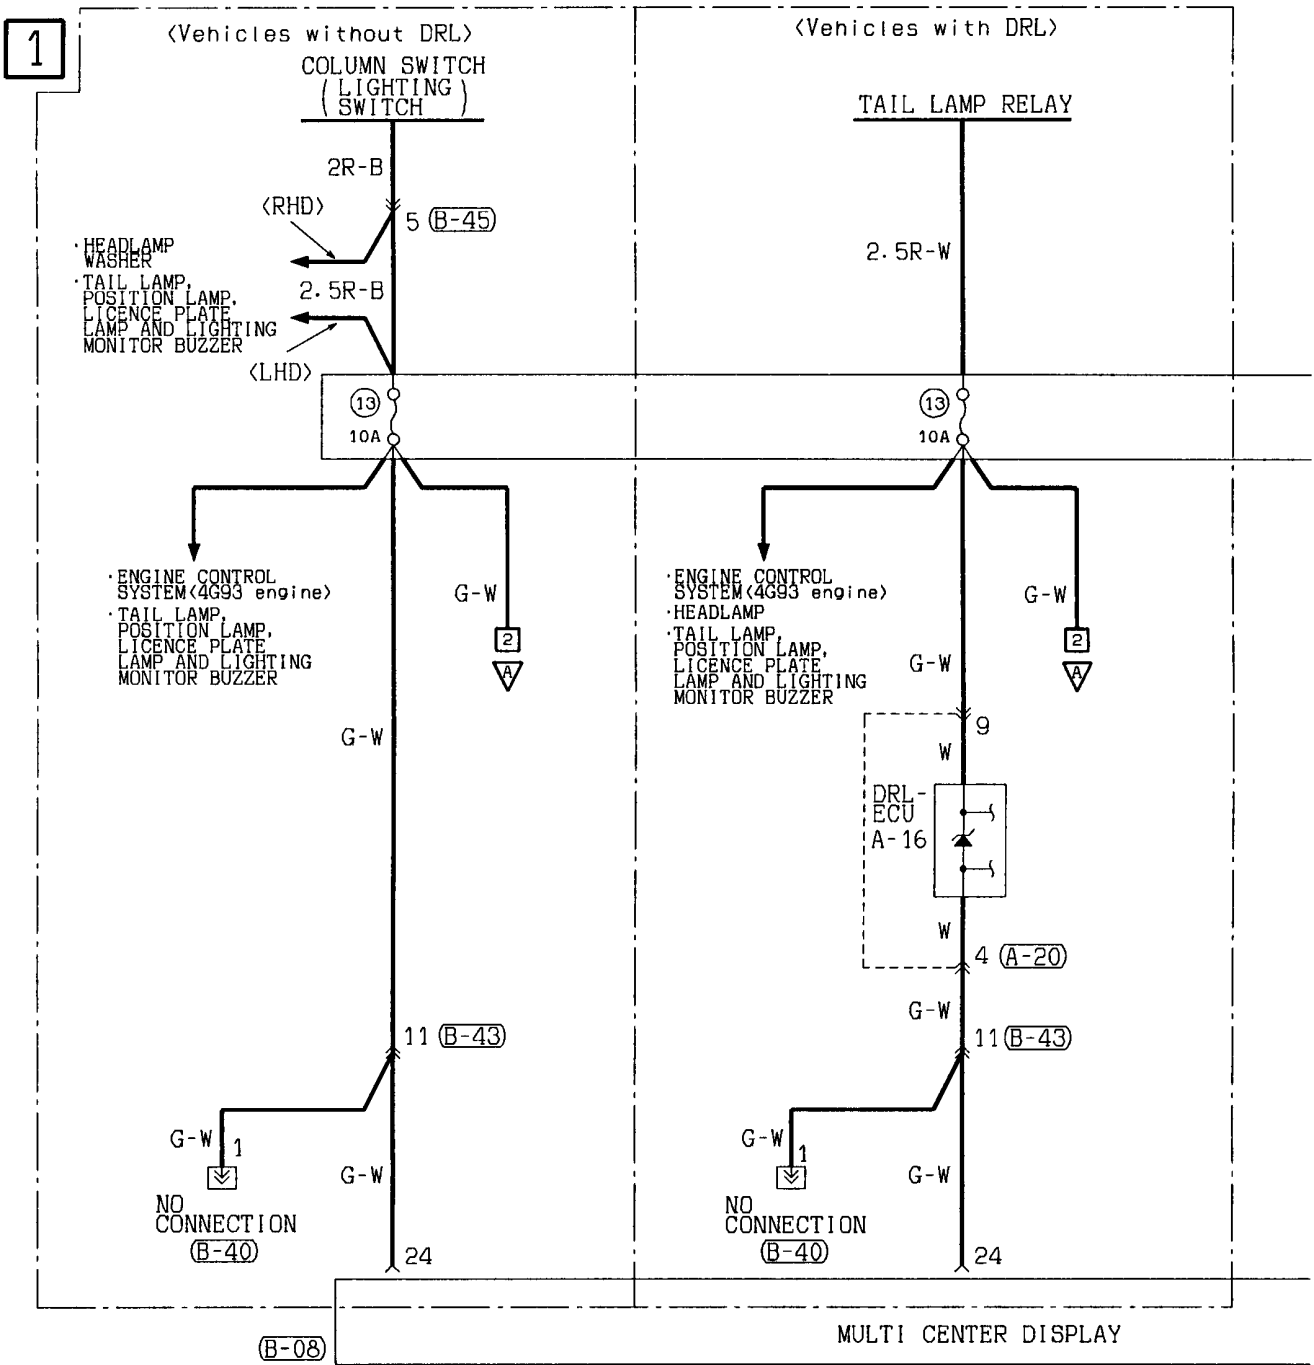 1
〈Vehicles without DRL〉
COLUMN SWITCH
(LIGHTING
SWITCH)
2R-B
〈RHD〉
5 (B-45)
·HEADLAMP
WASHER
·TAIL LAMP,
POSITION LAMP,
LICENCE PLATE
LAMP AND LIGHTING
MONITOR BUZZER
2.5R-B
〈LHD〉
13
10A
·ENGINE CONTROL
SYSTEM〈4G93 engine〉
·TAIL LAMP,
POSITION LAMP,
LICENCE PLATE
LAMP AND LIGHTING
MONITOR BUZZER
G-W
2
A
G-W
11 (B-43)
G-W
1
NO
CONNECTION
(B-40)
G-W
24
〈Vehicles with DRL〉
TAIL LAMP RELAY
2.5R-W
13
10A
·ENGINE CONTROL
SYSTEM〈4G93 engine〉
·HEADLAMP
·TAIL LAMP,
POSITION LAMP,
LICENCE PLATE
LAMP AND LIGHTING
MONITOR BUZZER
G-W
2
A
G-W
9
W
DRL-
ECU
A-16
W
4 (A-20)
G-W
11 (B-43)
G-W
1
NO
CONNECTION
(B-40)
G-W
24
(B-08)
MULTI CENTER DISPLAY